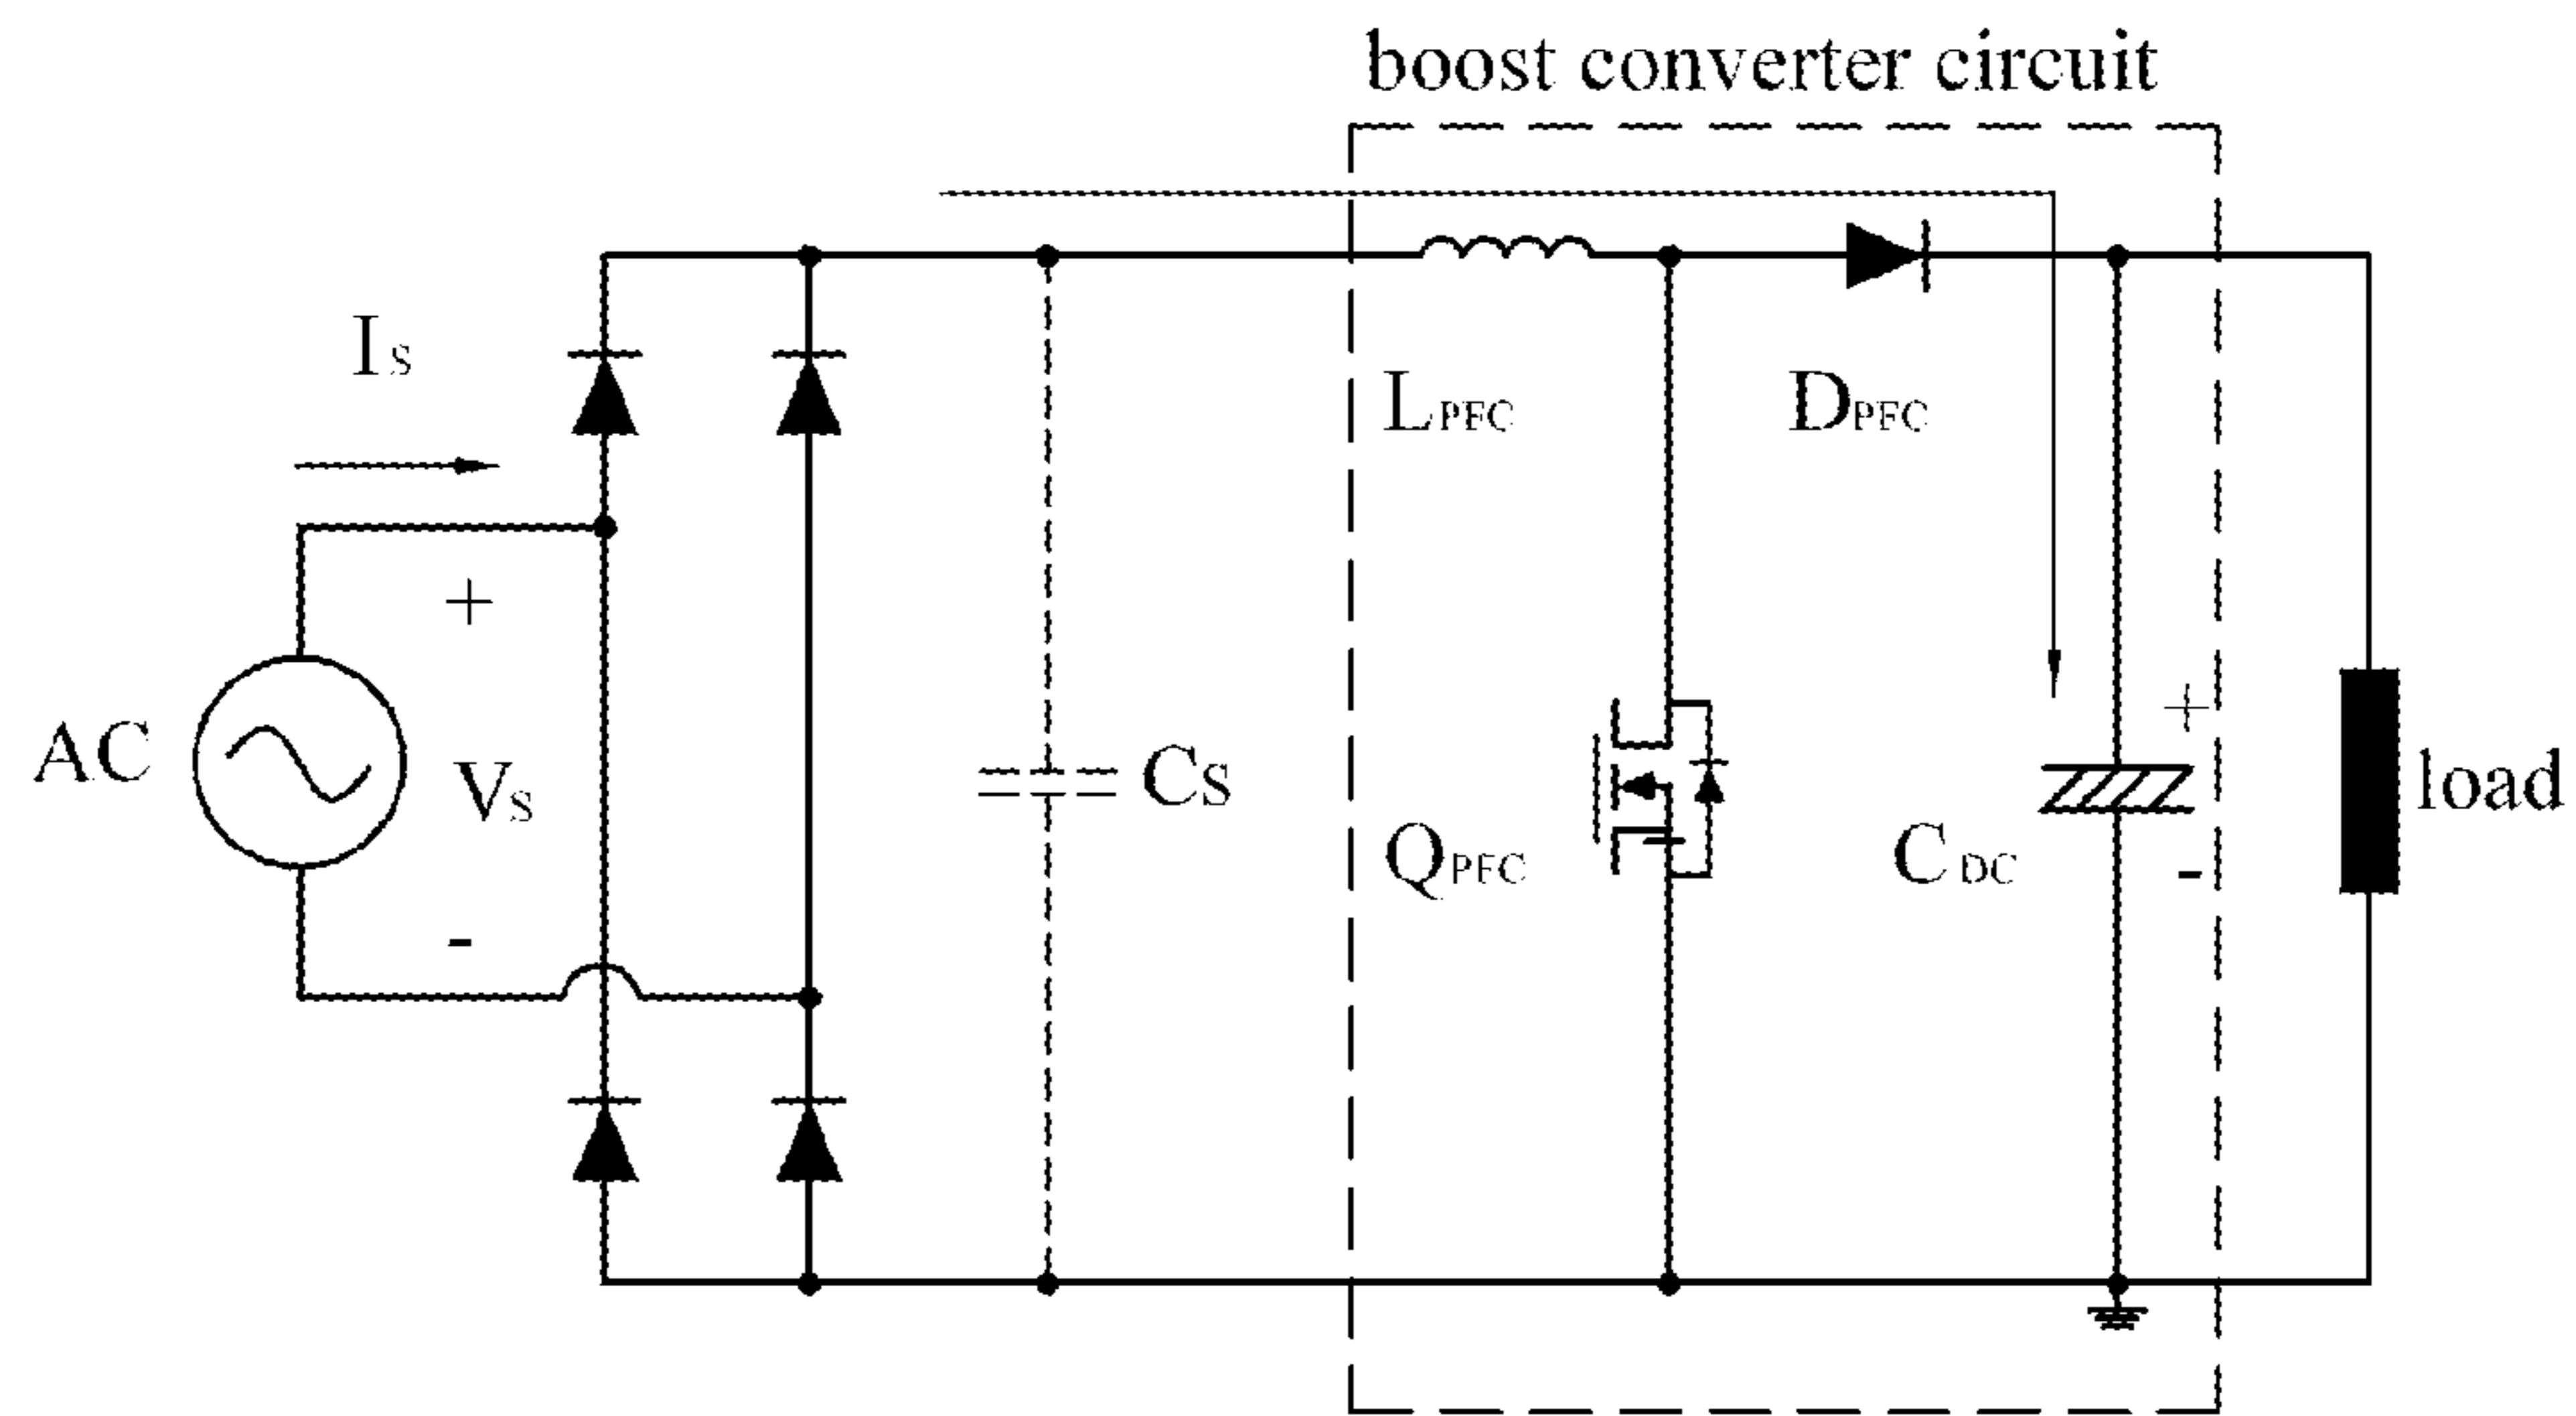 boost converter circuit
IS
LPFC
DPFC
+
AC
VS
-
CS
QPFC
CDC
+
-
load